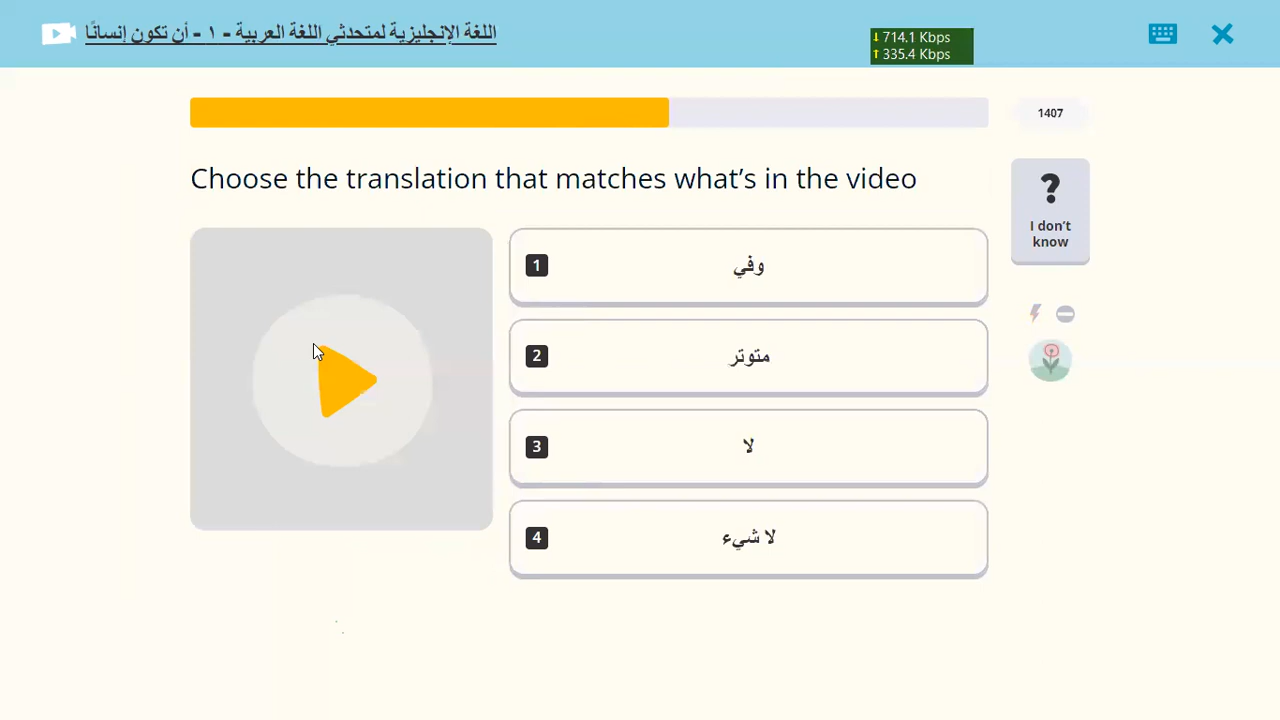 اللغة الإنجليزية لمتحدثي اللغة العربية - ١ - أن تكون إنسانًا
↓ 714.1 Kbps
↑ 335.4 Kbps
1407
Choose the translation that matches what's in the video
?
I don't
know
1 وفي
2 متوتر
3 لا
4 لا شيء